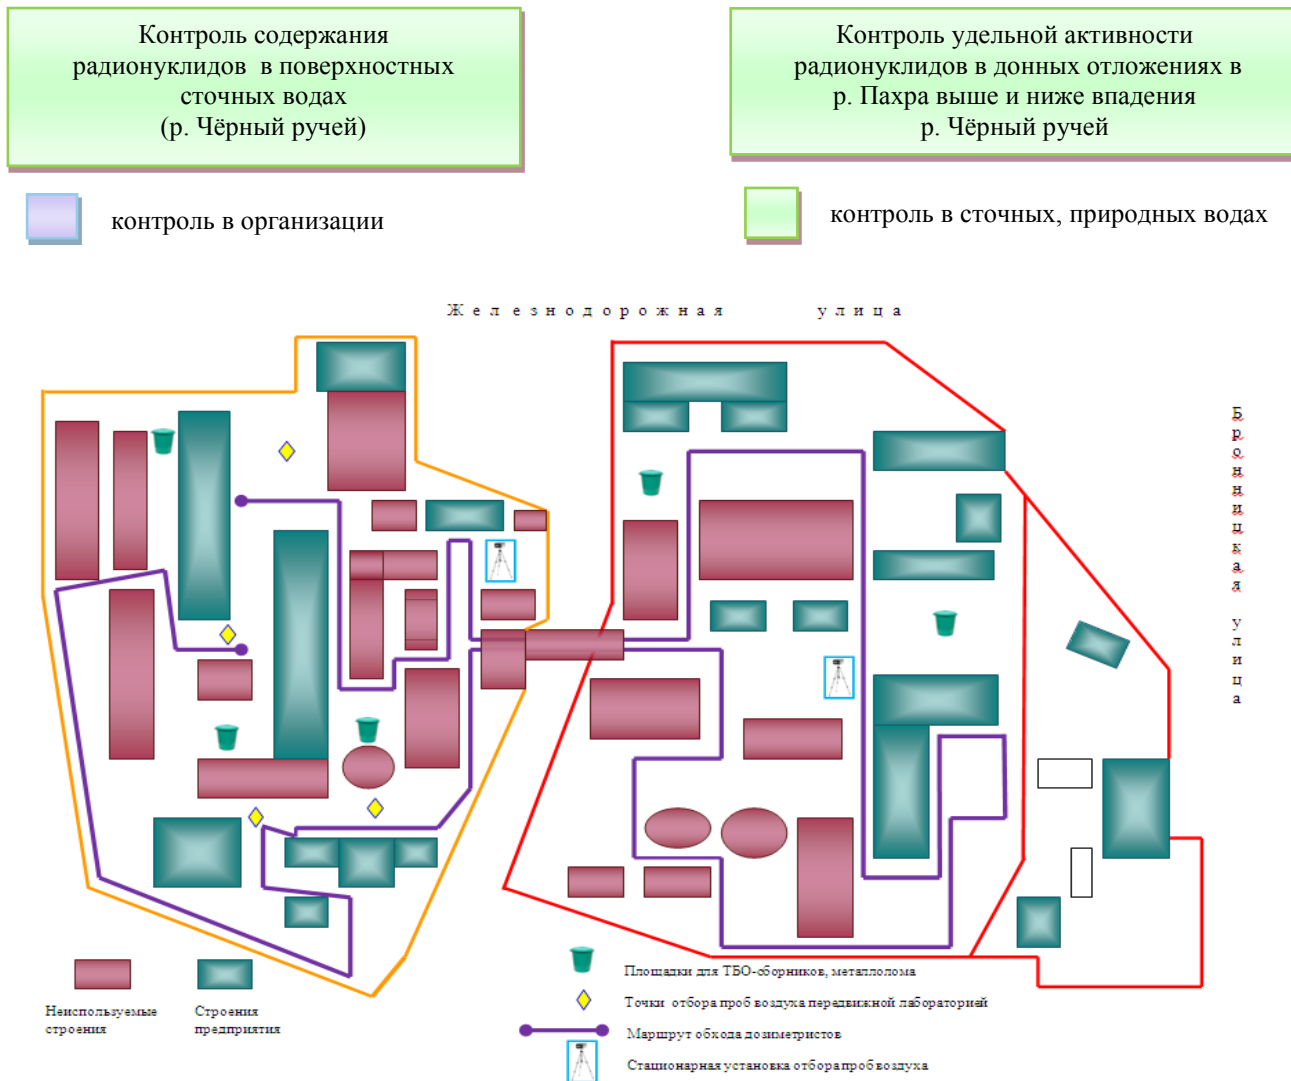 Контроль содержания
радионуклидов в поверхностных
сточных водах
(р. Чёрный ручей)
Контроль удельной активности
радионуклидов в донных отложениях в
р. Пахра выше и ниже впадения
р. Чёрный ручей
контроль в организации
контроль в сточных, природных водах
Железнодорожная улица
Бронницкая улица
Неиспользуемые
строения
Строения
предприятия
Площадки для ТБО-сборников, металлолома
Точки отбора проб воздуха передвижной лабораторией
Маршрут обхода дозиметристов
Стационарная установка отбора проб воздуха